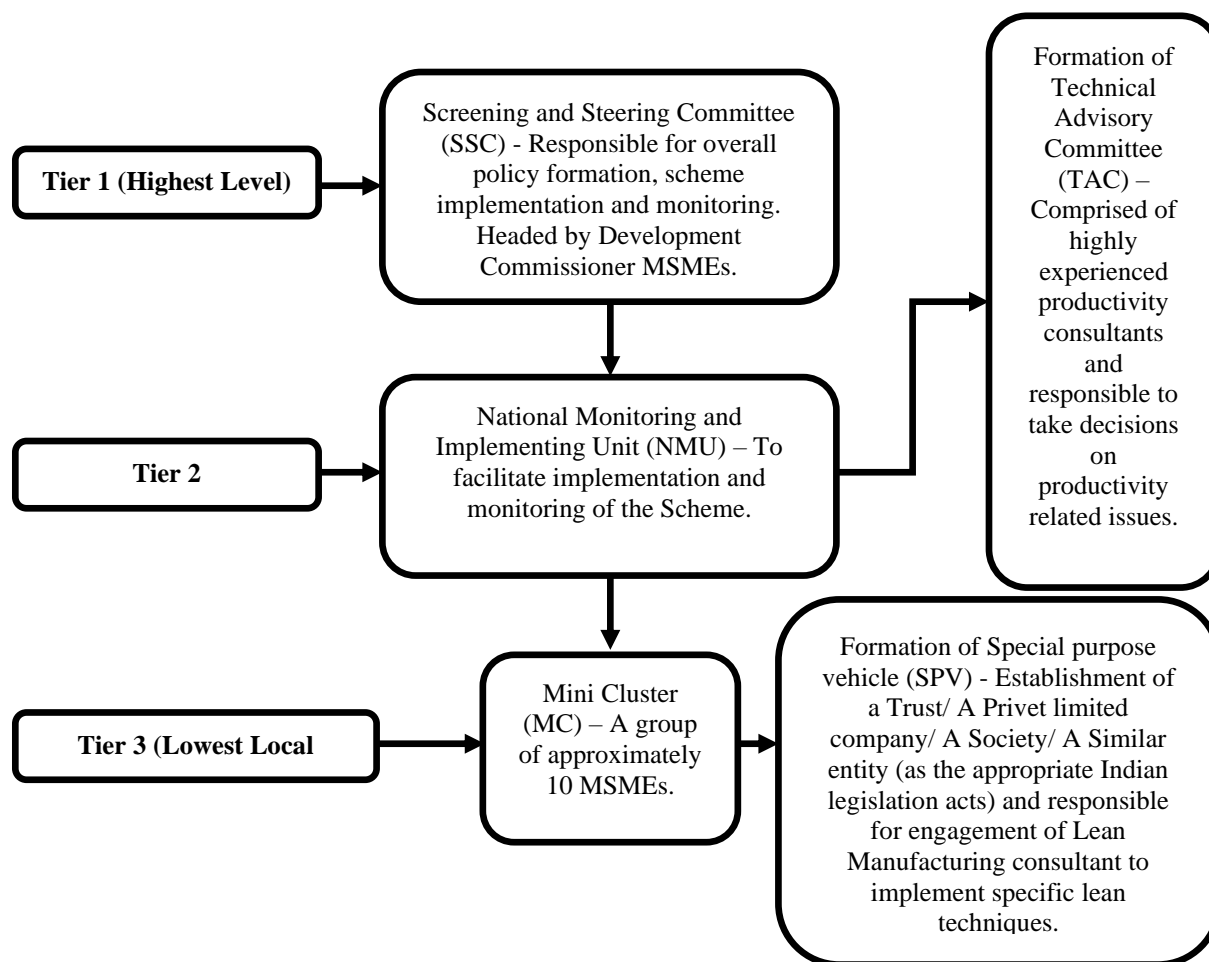 Tier 1 (Highest Level)
Screening and Steering Committee
(SSC) - Responsible for overall
policy formation, scheme
implementation and monitoring.
Headed by Development
Commissioner MSMEs.
Formation of
Technical
Advisory
Committee
(TAC) –
Comprised of
highly
experienced
productivity
consultants
and
responsible to
take decisions
on
productivity
related issues.
Tier 2
National Monitoring and
Implementing Unit (NMU) – To
facilitate implementation and
monitoring of the Scheme.
Tier 3 (Lowest Local
Mini Cluster
(MC) – A group
of approximately
10 MSMEs.
Formation of Special purpose
vehicle (SPV) - Establishment of
a Trust/ A Privet limited
company/ A Society/ A Similar
entity (as the appropriate Indian
legislation acts) and responsible
for engagement of Lean
Manufacturing consultant to
implement specific lean
techniques.